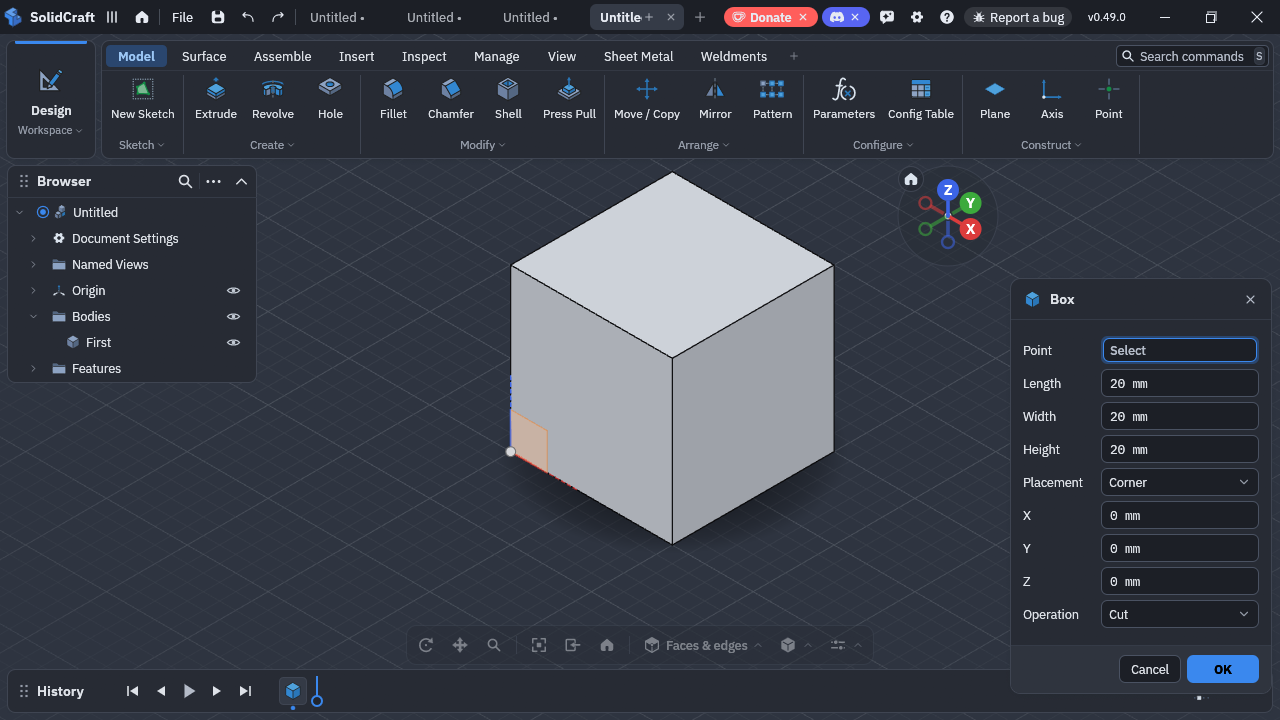 SolidCraft
File
Untitled •
Untitled •
Untitled •
Untitle
Donate
Report a bug
v0.49.0
Design
Workspace
Model
Surface
Assemble
Insert
Inspect
Manage
View
Sheet Metal
Weldments
Search commands
S
New Sketch
Extrude
Revolve
Hole
Fillet
Chamfer
Shell
Press Pull
Move / Copy
Mirror
Pattern
Parameters
Config Table
Plane
Axis
Point
Sketch
Create
Modify
Arrange
Configure
Construct
Browser
Untitled
Document Settings
Named Views
Origin
Bodies
First
Features
Z
Y
X
Box
Point Select
Length 20 mm
Width 20 mm
Height 20 mm
Placement Corner
X 0 mm
Y 0 mm
Z 0 mm
Operation Cut
Cancel
OK
Faces & edges
History